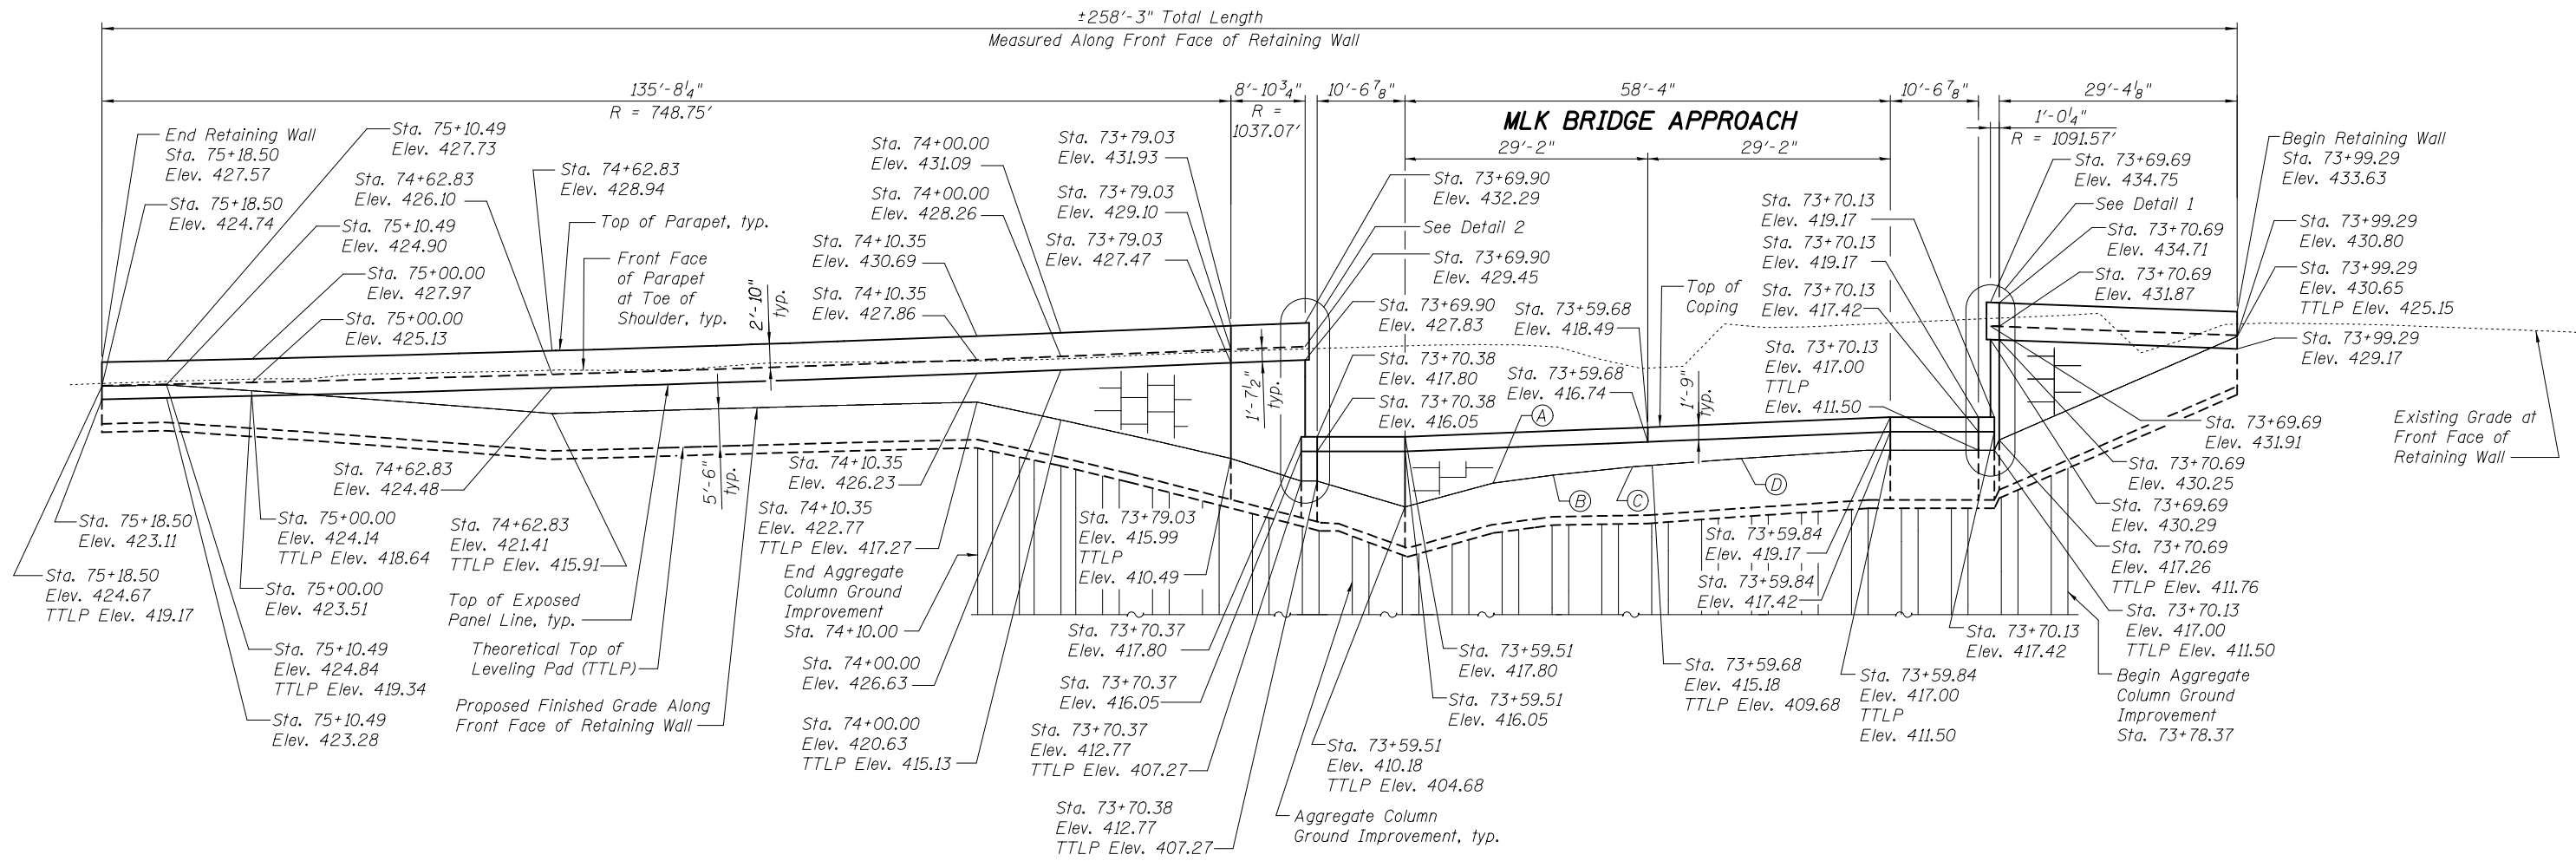 ±258'-3" Total Length
Measured Along Front Face of Retaining Wall
135'-8¼"
R = 748.75'
8'-10¾"
R =
1037.07'
10'-6⅞"
58'-4"
10'-6⅞"
29'-4⅛"
MLK BRIDGE APPROACH
29'-2"
29'-2"
1'-0¼"
R = 1091.57'
End Retaining Wall
Sta. 75+18.50
Elev. 427.57
Sta. 75+18.50
Elev. 424.74
Sta. 75+10.49
Elev. 427.73
Sta. 74+62.83
Elev. 426.10
Sta. 75+10.49
Elev. 424.90
Sta. 75+00.00
Elev. 427.97
Sta. 75+00.00
Elev. 425.13
Sta. 74+62.83
Elev. 428.94
Top of Parapet, typ.
Front Face
of Parapet
at Toe of
Shoulder, typ.
2'-10"
typ.
Sta. 74+00.00
Elev. 431.09
Sta. 74+00.00
Elev. 428.26
Sta. 74+10.35
Elev. 430.69
Sta. 74+10.35
Elev. 427.86
Sta. 73+79.03
Elev. 431.93
Sta. 73+79.03
Elev. 429.10
Sta. 73+79.03
Elev. 427.47
1'-7½"
typ.
Sta. 73+69.90
Elev. 432.29
See Detail 2
Sta. 73+69.90
Elev. 429.45
Sta. 73+69.90
Elev. 427.83
Sta. 73+70.38
Elev. 417.80
Sta. 73+70.38
Elev. 416.05
Sta. 73+59.68
Elev. 418.49
Sta. 73+59.68
Elev. 416.74
Top of
Coping
1'-9"
typ.
A
B
C
D
Sta. 73+70.13
Elev. 419.17
Sta. 73+70.13
Elev. 419.17
Sta. 73+70.13
Elev. 417.42
Sta. 73+70.13
Elev. 417.00
TTLP
Elev. 411.50
Sta. 73+69.69
Elev. 434.75
See Detail 1
Sta. 73+70.69
Elev. 434.71
Sta. 73+70.69
Elev. 431.87
Begin Retaining Wall
Sta. 73+99.29
Elev. 433.63
Sta. 73+99.29
Elev. 430.80
Sta. 73+99.29
Elev. 430.65
TTLP Elev. 425.15
Sta. 73+99.29
Elev. 429.17
Existing Grade at
Front Face of
Retaining Wall
Sta. 73+69.69
Elev. 431.91
Sta. 73+70.69
Elev. 430.25
Sta. 73+69.69
Elev. 430.29
Sta. 73+70.69
Elev. 417.26
TTLP Elev. 411.76
Sta. 73+70.13
Elev. 417.00
TTLP Elev. 411.50
Begin Aggregate
Column Ground
Improvement
Sta. 73+78.37
Sta. 75+18.50
Elev. 423.11
Sta. 75+18.50
Elev. 424.67
TTLP Elev. 419.17
Sta. 74+62.83
Elev. 424.48
Sta. 75+00.00
Elev. 424.14
TTLP Elev. 418.64
Sta. 75+00.00
Elev. 423.51
Sta. 75+10.49
Elev. 424.84
TTLP Elev. 419.34
Sta. 75+10.49
Elev. 423.28
Sta. 74+62.83
Elev. 421.41
TTLP Elev. 415.91
Top of Exposed
Panel Line, typ.
Theoretical Top of
Leveling Pad (TTLP)
Proposed Finished Grade Along
Front Face of Retaining Wall
5'-6"
typ.
Sta. 74+10.35
Elev. 426.23
Sta. 74+10.35
Elev. 422.77
TTLP Elev. 417.27
End Aggregate
Column Ground
Improvement
Sta. 74+10.00
Sta. 74+00.00
Elev. 426.63
Sta. 74+00.00
Elev. 420.63
TTLP Elev. 415.13
Sta. 73+79.03
Elev. 415.99
TTLP
Elev. 410.49
Sta. 73+70.37
Elev. 417.80
Sta. 73+70.37
Elev. 416.05
Sta. 73+70.37
Elev. 412.77
TTLP Elev. 407.27
Sta. 73+70.38
Elev. 412.77
TTLP Elev. 407.27
Sta. 73+59.51
Elev. 417.80
Sta. 73+59.51
Elev. 416.05
Sta. 73+59.51
Elev. 410.18
TTLP Elev. 404.68
Aggregate Column
Ground Improvement, typ.
Sta. 73+59.68
Elev. 415.18
TTLP Elev. 409.68
Sta. 73+59.84
Elev. 419.17
Sta. 73+59.84
Elev. 417.42
Sta. 73+59.84
Elev. 417.00
TTLP
Elev. 411.50
Sta. 73+70.13
Elev. 417.42